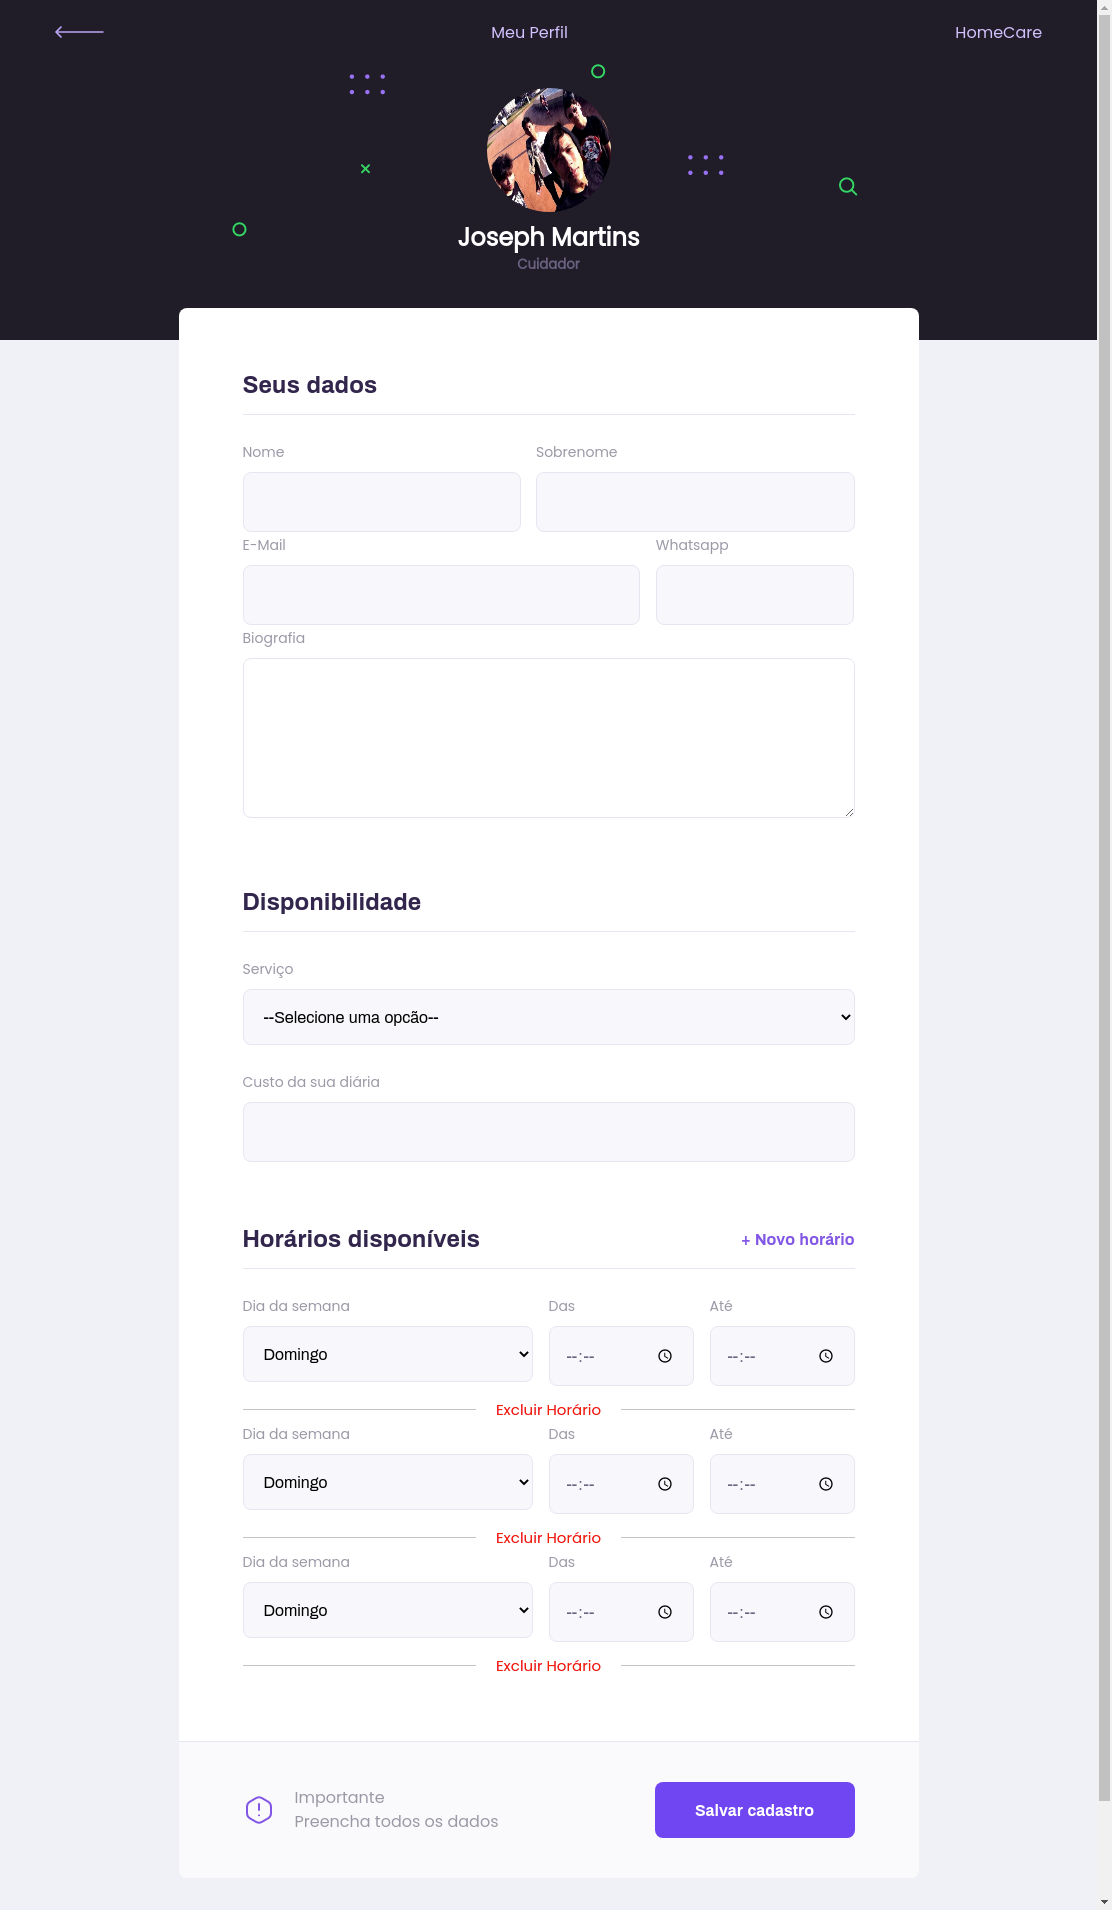 Meu Perfil
HomeCare
Joseph Martins
Cuidador
Seus dados
Nome
Sobrenome
E-Mail
Whatsapp
Biografia
Disponibilidade
Serviço
--Selecione uma opcão--
Custo da sua diária
Horários disponíveis
+ Novo horário
Dia da semana
Das
Até
Domingo
--:--
--:--
Excluir Horário
Dia da semana
Das
Até
Domingo
--:--
--:--
Excluir Horário
Dia da semana
Das
Até
Domingo
--:--
--:--
Excluir Horário
Importante
Preencha todos os dados
Salvar cadastro